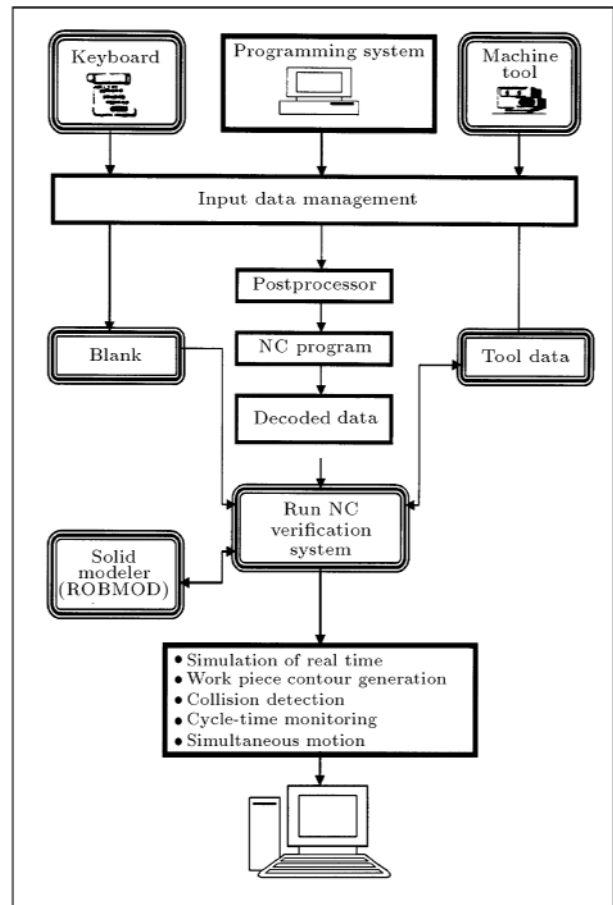 Keyboard
Programming system
Machine
tool
Input data management
Postprocessor
Blank
NC program
Tool data
Decoded data
Run NC
verification
system
Solid
modeler
(ROBMOD)
● Simulation of real time
● Work piece contour generation
● Collision detection
● Cycle-time monitoring
● Simultaneous motion